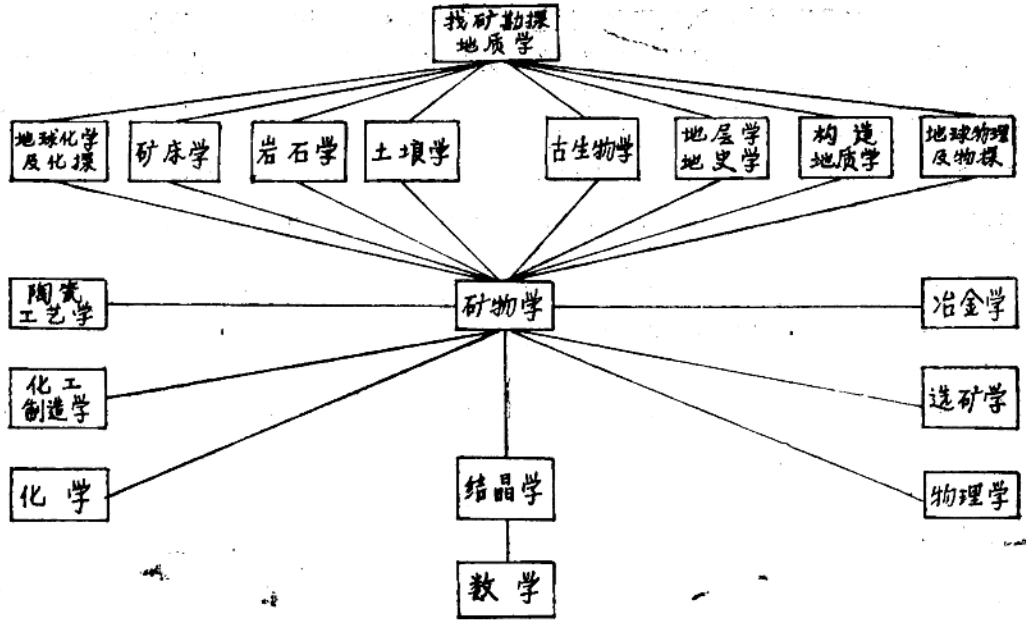 找矿勘探
地质学
地球化学
及化探
矿床学
岩石学
土壤学
古生物学
地层学
地史学
构造
地质学
地球物理
及物探
陶瓷
工艺学
矿物学
冶金学
化工
制造学
选矿学
化学
结晶学
物理学
数学